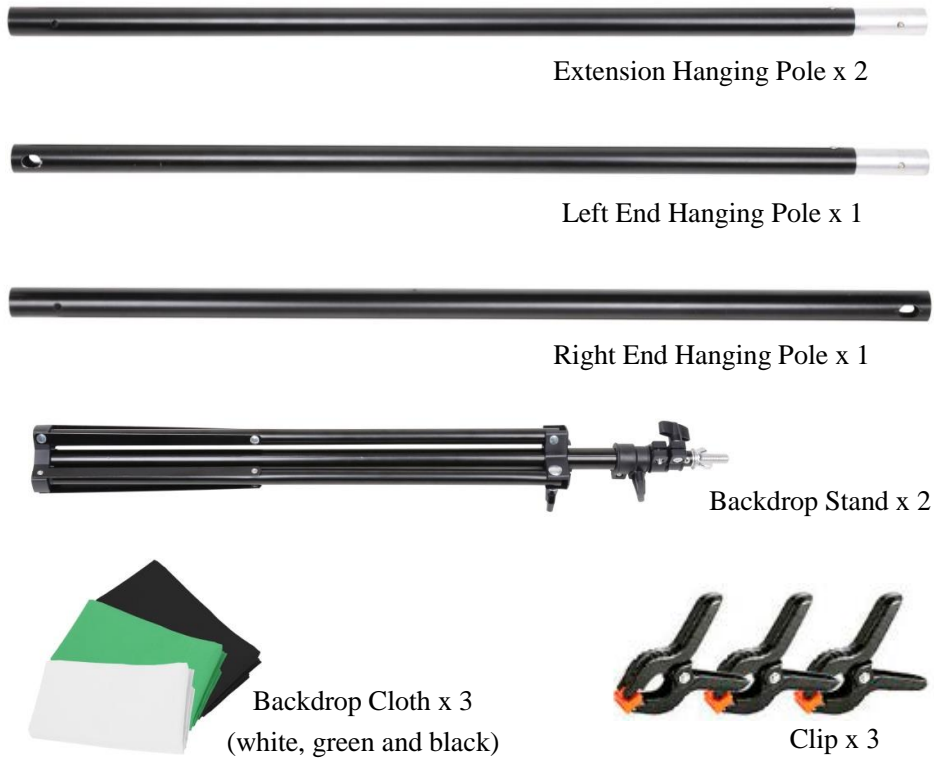 Extension Hanging Pole x 2
Left End Hanging Pole x 1
Right End Hanging Pole x 1
Backdrop Stand x 2
Backdrop Cloth x 3
(white, green and black)
Clip x 3